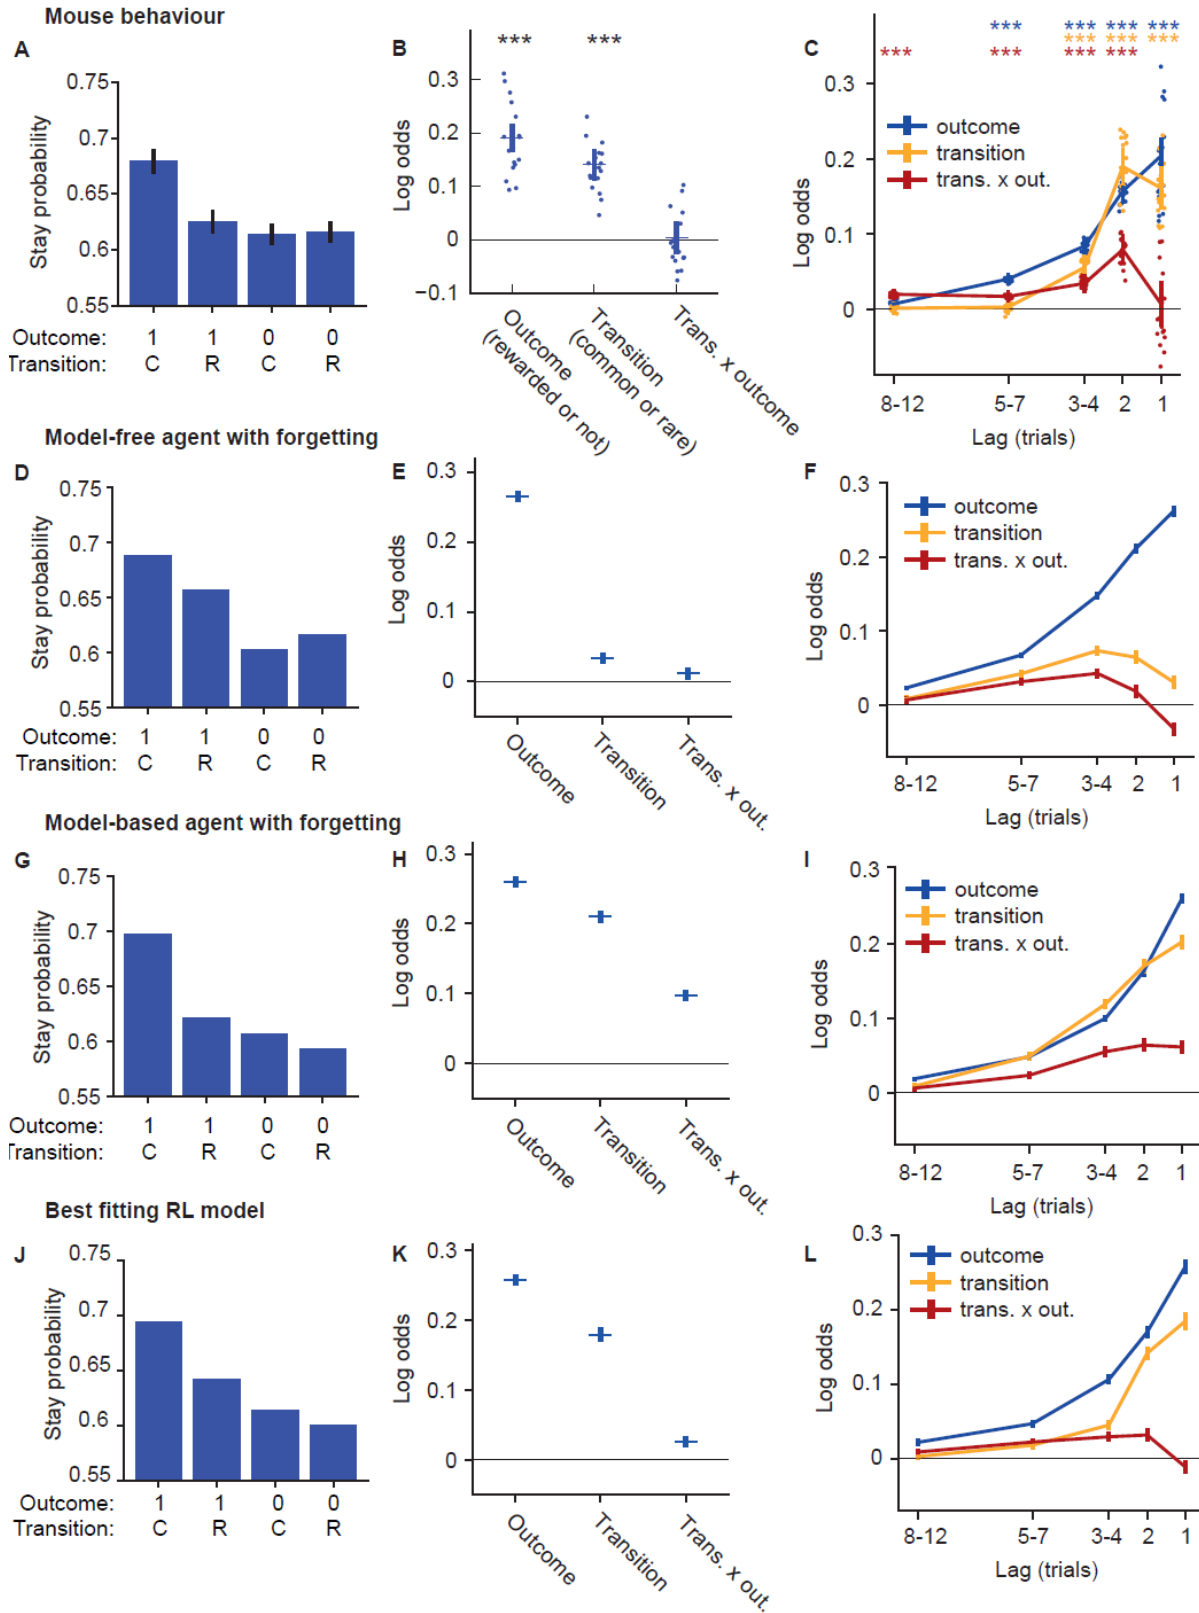 Mouse behaviour
A
Stay probability
0.75
0.7
0.65
0.6
0.55
Outcome: 1 1 0 0
Transition: C R C R
B
Log odds
0.3
0.2
0.1
0
−0.1
*** ***
Outcome
(rewarded or not)
Transition
(common or rare)
Trans. x outcome
C
*** *** *** ***
*** *** ***
*** *** *** ***
Log odds
0.3
0.2
0.1
0
outcome
transition
trans. x out.
8-12 5-7 3-4 2 1
Lag (trials)
Model-free agent with forgetting
D
Stay probability
0.75
0.7
0.65
0.6
0.55
Outcome: 1 1 0 0
Transition: C R C R
E
Log odds
0.3
0.2
0.1
0
Outcome
Transition
Trans. x out.
F
Log odds
0.3
0.2
0.1
0
outcome
transition
trans. x out.
8-12 5-7 3-4 2 1
Lag (trials)
Model-based agent with forgetting
G
Stay probability
0.75
0.7
0.65
0.6
0.55
Outcome: 1 1 0 0
Transition: C R C R
H
Log odds
0.3
0.2
0.1
0
Outcome
Transition
Trans. x out.
I
Log odds
0.3
0.2
0.1
0
outcome
transition
trans. x out.
8-12 5-7 3-4 2 1
Lag (trials)
Best fitting RL model
J
Stay probability
0.75
0.7
0.65
0.6
0.55
Outcome: 1 1 0 0
Transition: C R C R
K
Log odds
0.3
0.2
0.1
0
Outcome
Transition
Trans. x out.
L
Log odds
0.3
0.2
0.1
0
outcome
transition
trans. x out.
8-12 5-7 3-4 2 1
Lag (trials)